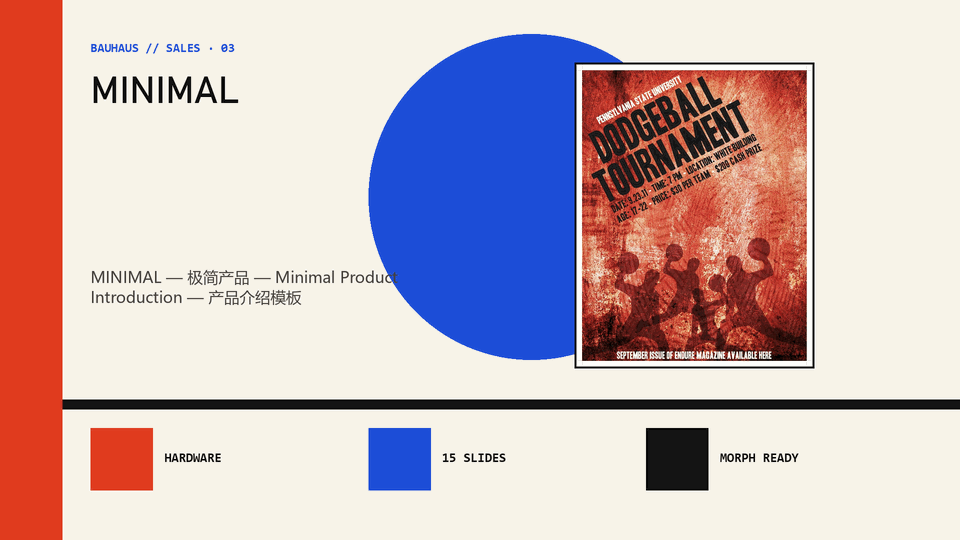 BAUHAUS // SALES · 03
MINIMAL
MINIMAL — 极简产品 — Minimal Product
Introduction — 产品介绍模板
PENNSYLVANIA STATE UNIVERSITY
DODGEBALL
TOURNAMENT
DATE: 9.23.11 - TIME: 7 PM - LOCATION: WHITE BUILDING
AGE: 17-22 - PRICE: $30 PER TEAM - $200 CASH PRIZE
SEPTEMBER ISSUE OF ENDURE MAGAZINE AVAILABLE HERE
HARDWARE
15 SLIDES
MORPH READY